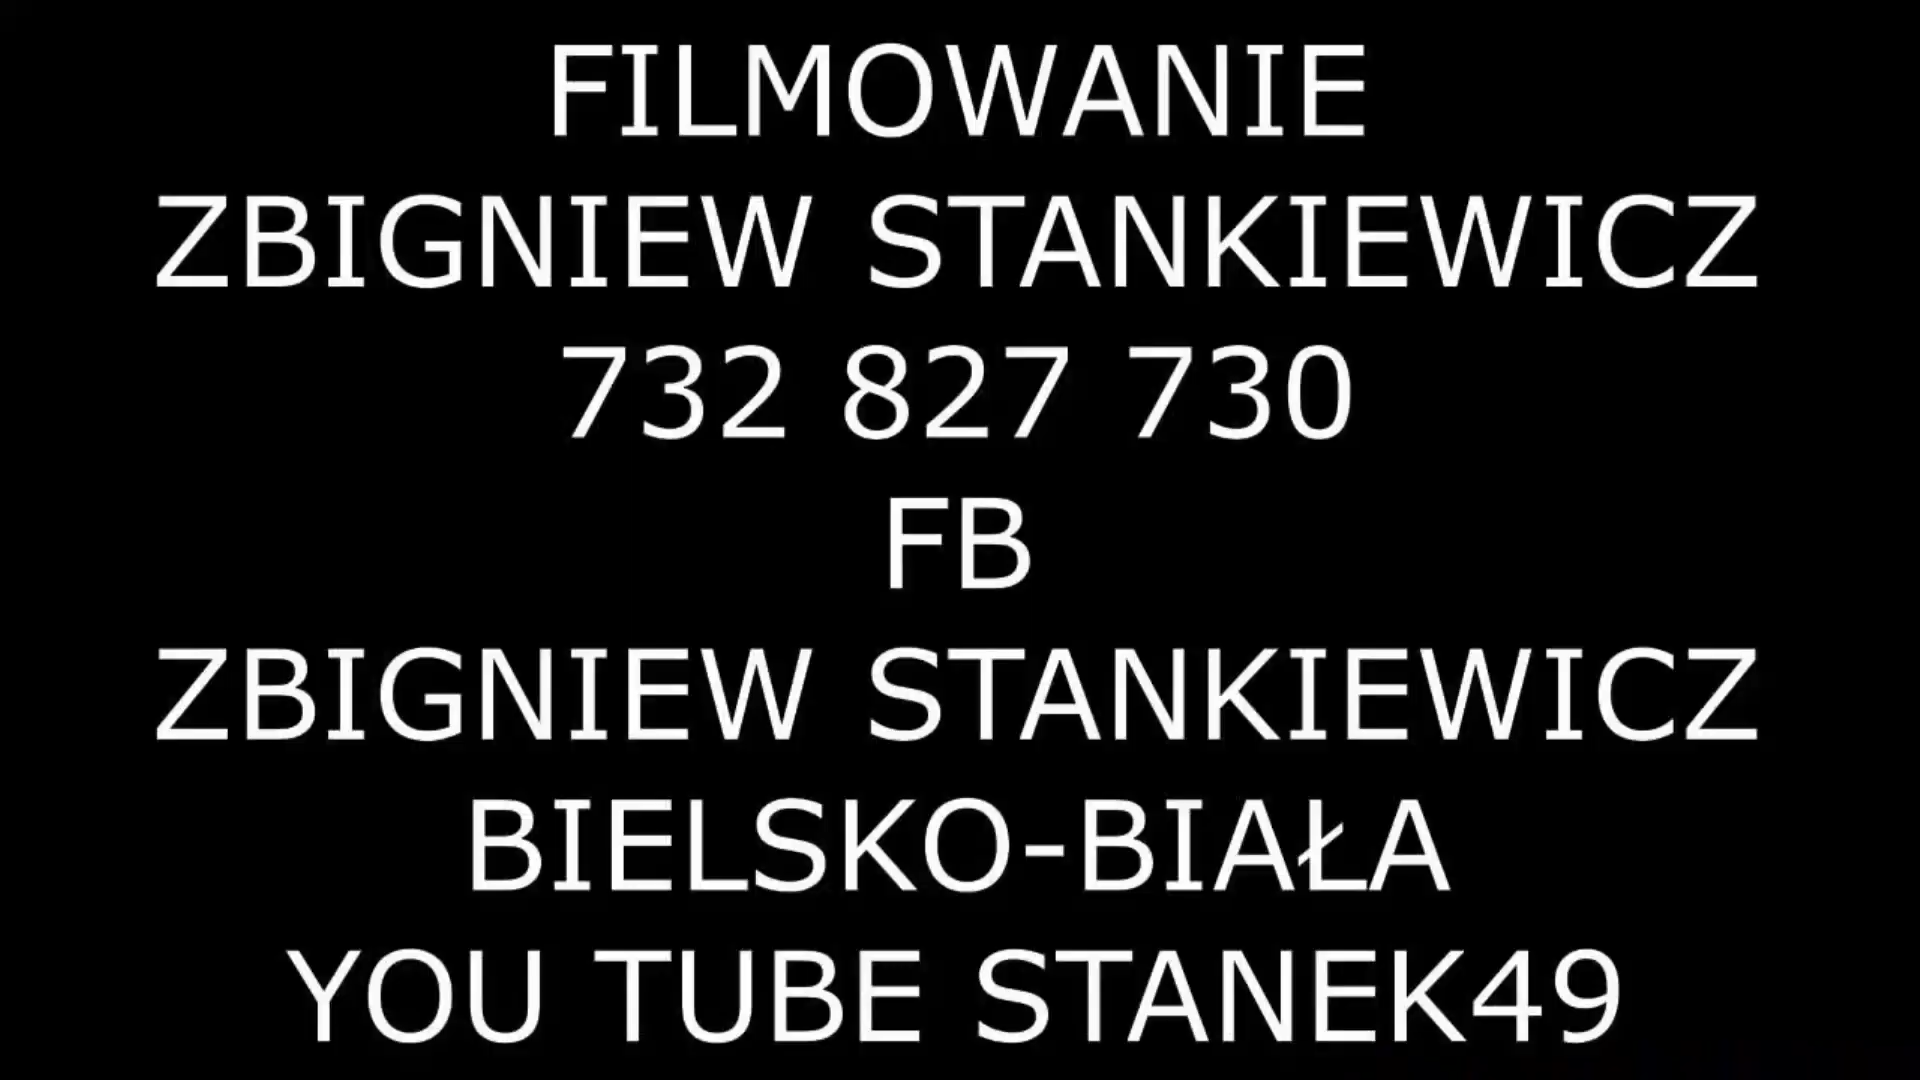 FILMOWANIE
ZBIGNIEW STANKIEWICZ
732 827 730
FB
ZBIGNIEW STANKIEWICZ
BIELSKO-BIAŁA
YOU TUBE STANEK49